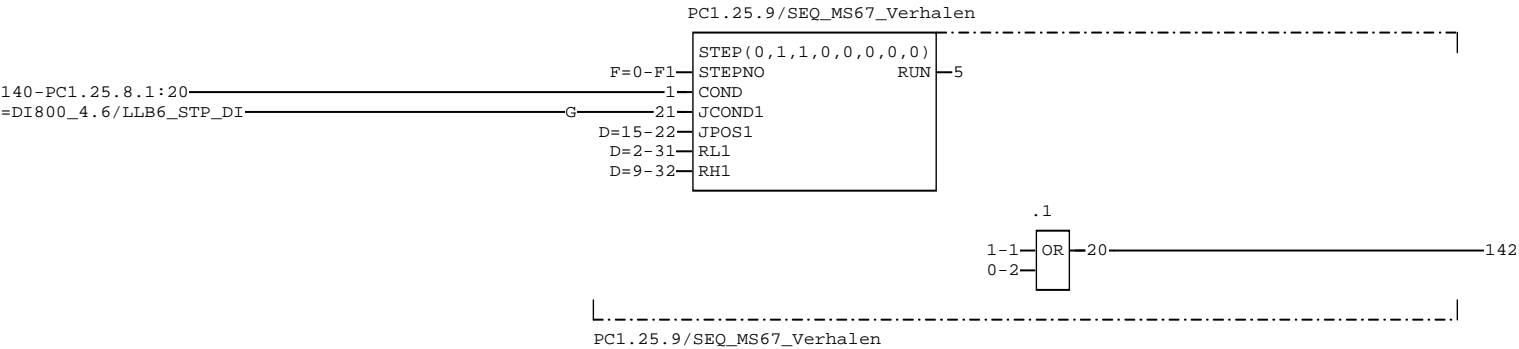 PC1.25.9/SEQ_MS67_Verhalen
STEP(0,1,1,0,0,0,0,0)
F=0-F1 STEPNO RUN 5
140-PC1.25.8.1:20 1 COND
=DI800_4.6/LLB6_STP_DI G 21 JCOND1
D=15-22 JPOS1
D=2-31 RL1
D=9-32 RH1
.1
1-1 OR 20 142
0-2
PC1.25.9/SEQ_MS67_Verhalen